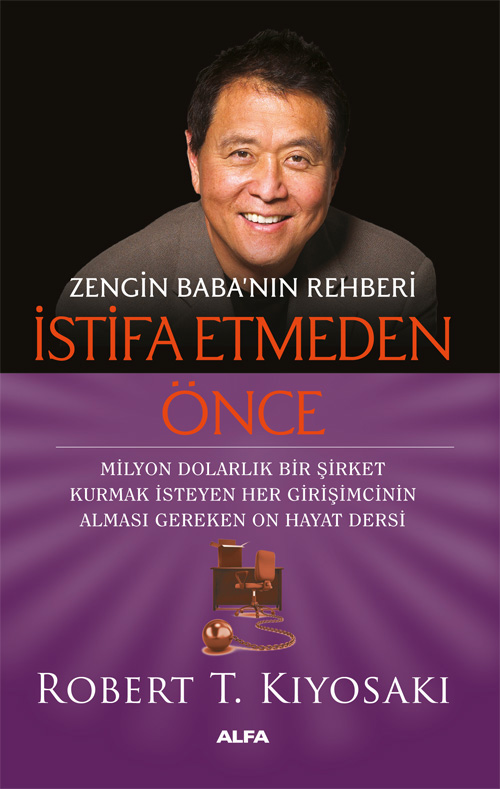 ZENGİN BABA'NIN REHBERİ
İSTİFA ETMEDEN
ÖNCE
MİLYON DOLARLIK BİR ŞİRKET
KURMAK İSTEYEN HER GİRİŞİMCİNİN
ALMASI GEREKEN ON HAYAT DERSİ
ROBERT T. KIYOSAKI
ALFA